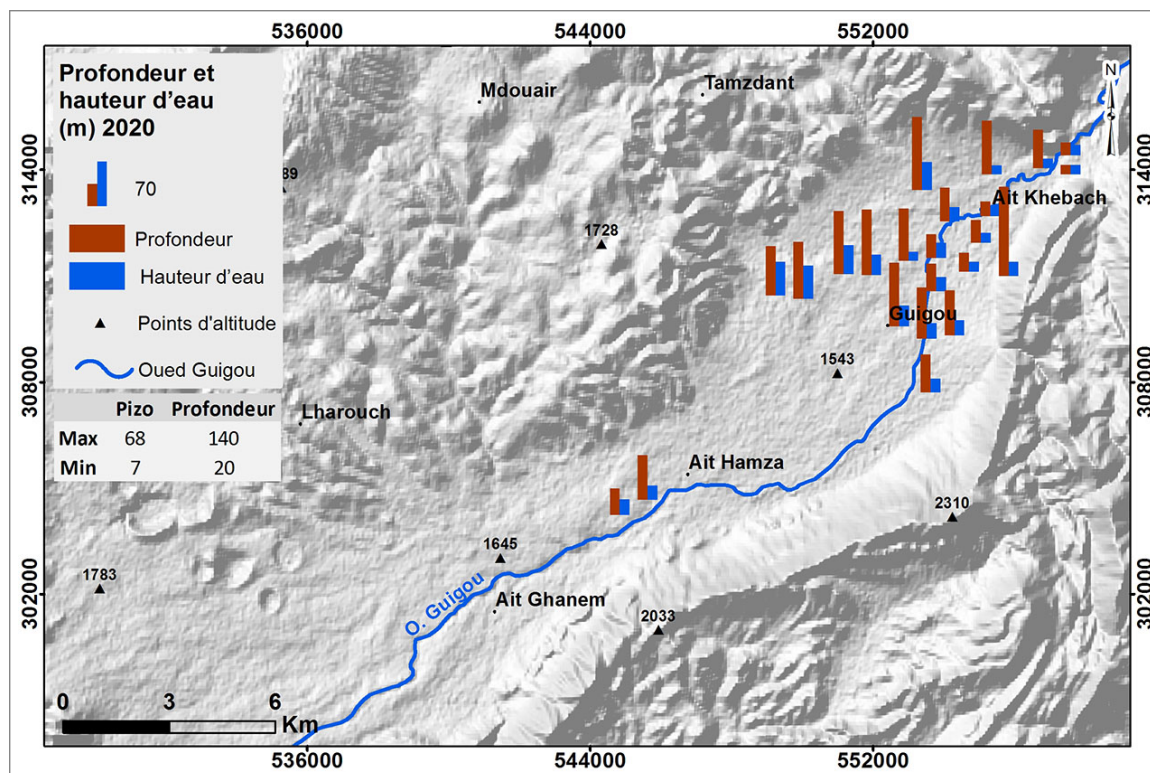 536000 544000 552000
Profondeur et
hauteur d'eau
(m) 2020
70
Profondeur
Hauteur d'eau
Points d'altitude
Oued Guigou
Pizo Profondeur
Max 68 140
Min 7 20
89
Mdouair
Tamzdant
N
314000
314000
Ait Khebach
1728
Guigou
1543
308000
308000
Lharouch
Ait Hamza
2310
1645
1783
O. Guigou
Ait Ghanem
2033
302000
302000
0 3 6
Km
536000 544000 552000